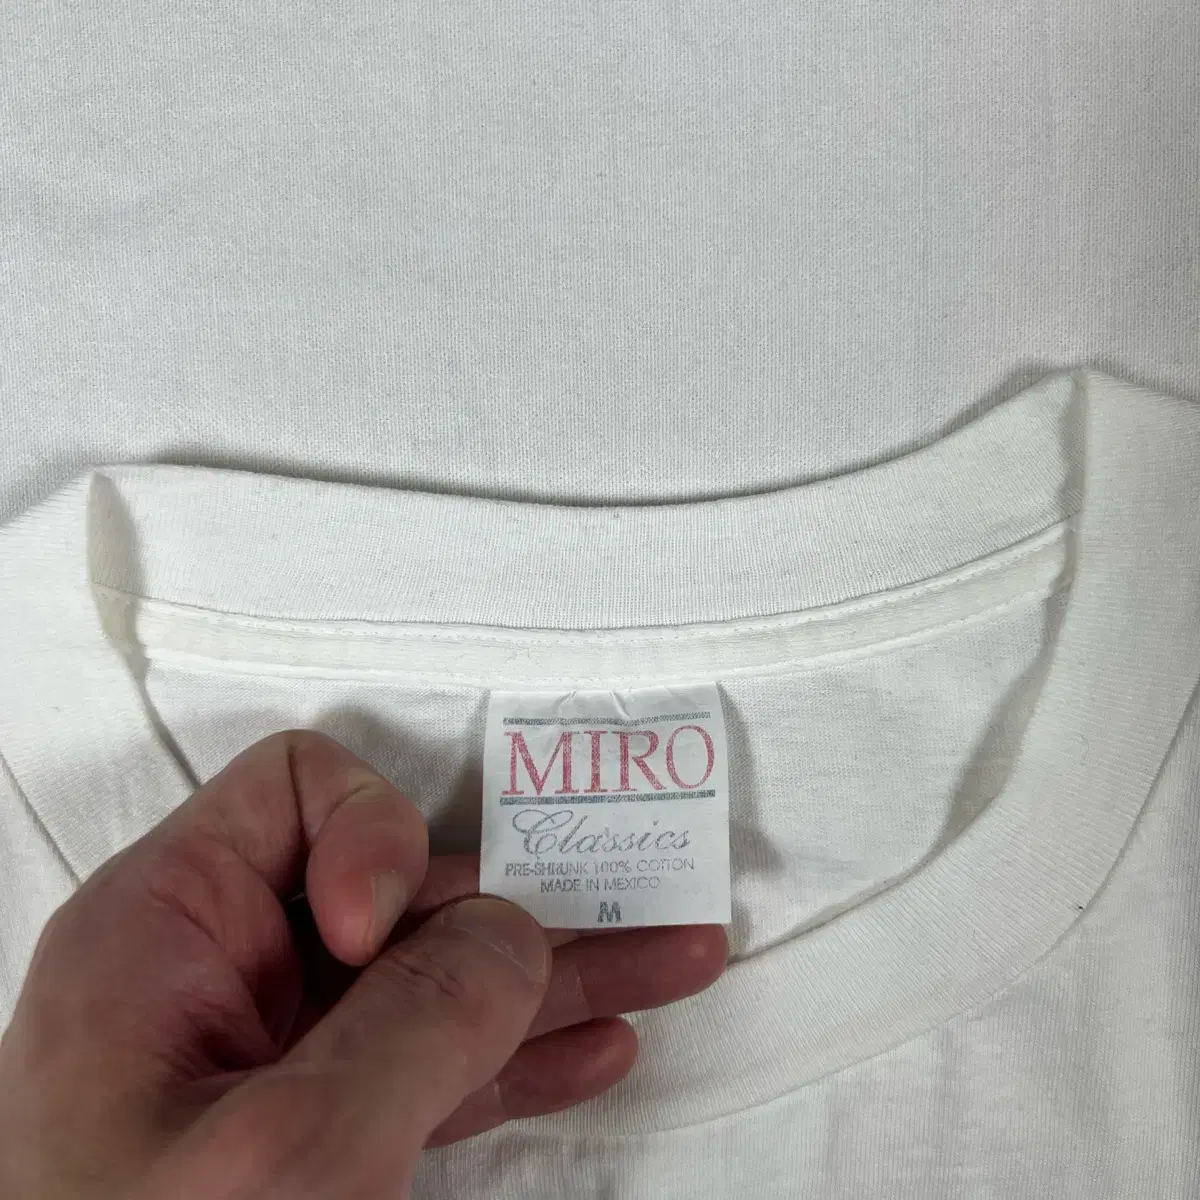 MIRO
Classics
PRE-SHRUNK 100% COTTON
MADE IN MEXICO
M